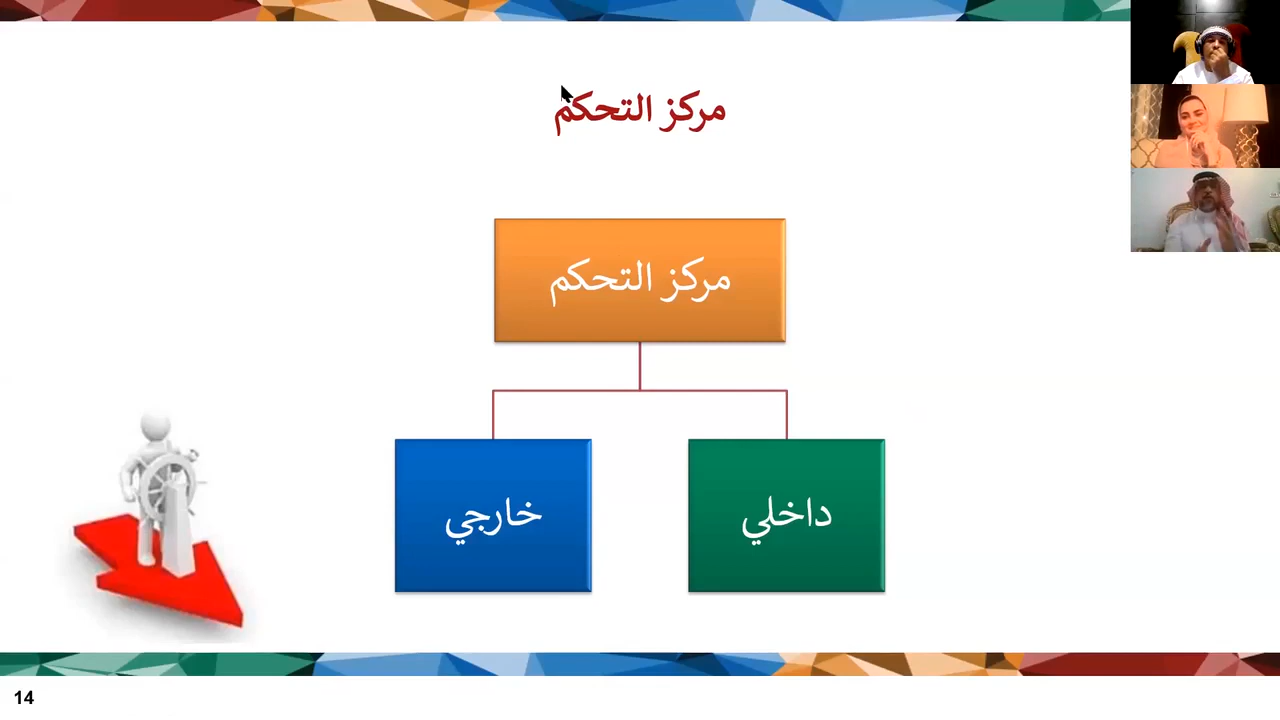 مركز التحكم
مركز التحكم
داخلي
خارجي
14